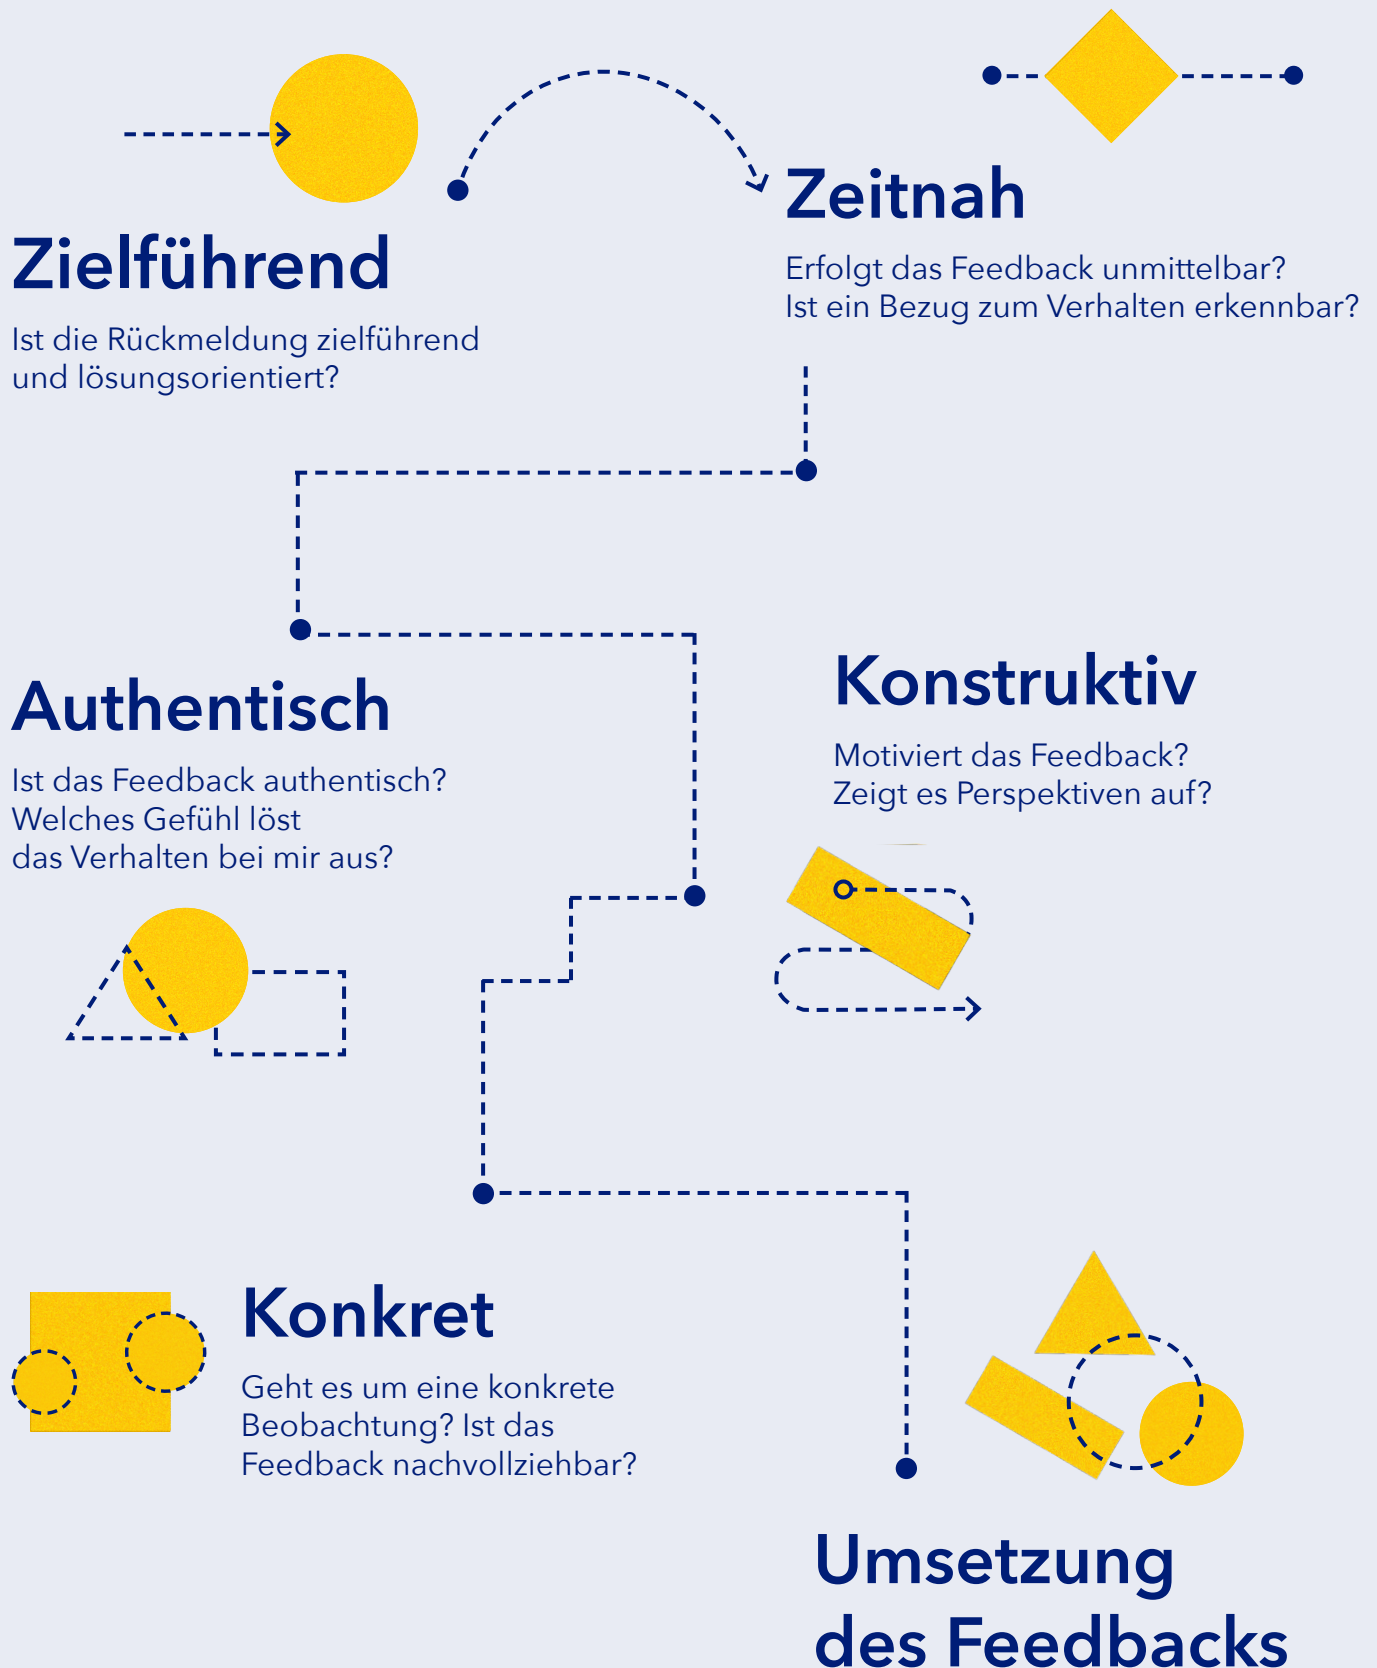 Zielführend
Ist die Rückmeldung zielführend
und lösungsorientiert?
Zeitnah
Erfolgt das Feedback unmittelbar?
Ist ein Bezug zum Verhalten erkennbar?
Authentisch
Ist das Feedback authentisch?
Welches Gefühl löst
das Verhalten bei mir aus?
Konstruktiv
Motiviert das Feedback?
Zeigt es Perspektiven auf?
Konkret
Geht es um eine konkrete
Beobachtung? Ist das
Feedback nachvollziehbar?
Umsetzung
des Feedbacks